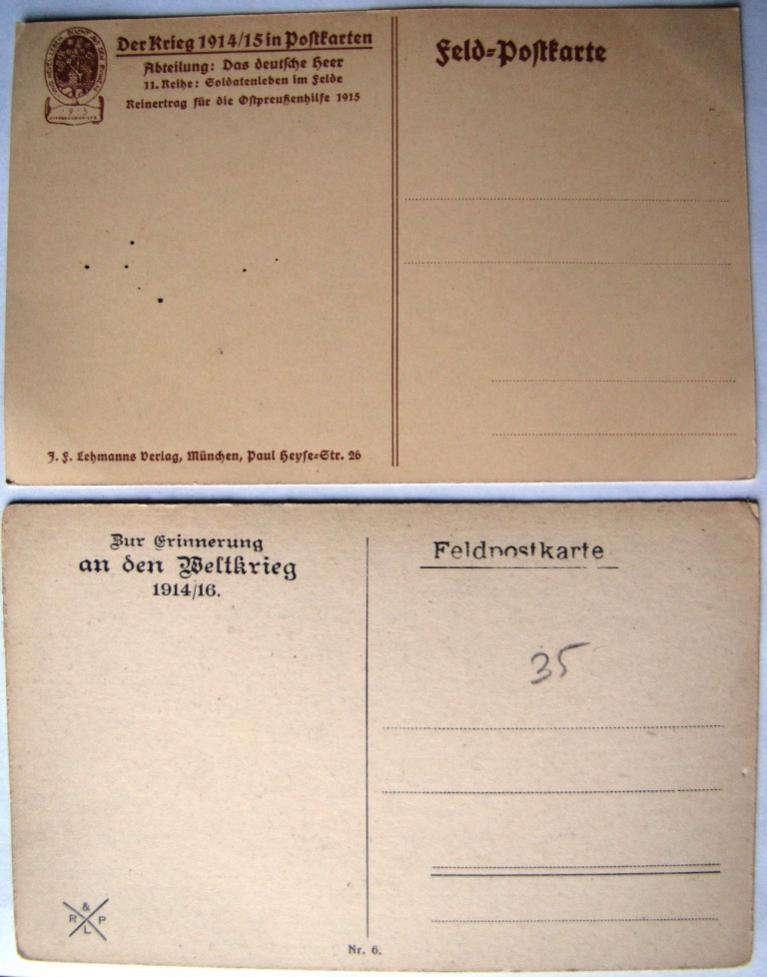 Der Krieg 1914/15 in Postkarten
Abteilung: Das deutsche Heer
11. Reihe: Soldatenleben im Felde
Reinertrag für die Ostpreußenhilfe 1915
Feld-Postkarte
J. F. Lehmanns Verlag, München, Paul Heyse-Str. 26
Zur Erinnerung
an den Weltkrieg
1914/16.
Feldpostkarte
35
&
R P
L
Nr. 6.